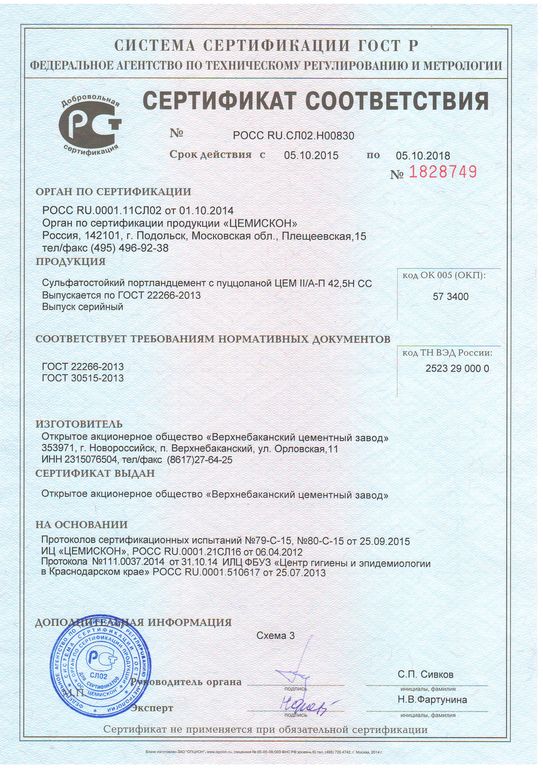 СИСТЕМА СЕРТИФИКАЦИИ ГОСТ Р
ФЕДЕРАЛЬНОЕ АГЕНТСТВО ПО ТЕХНИЧЕСКОМУ РЕГУЛИРОВАНИЮ И МЕТРОЛОГИИ
Добровольная
сертификация
СЕРТИФИКАТ СООТВЕТСТВИЯ
№ РОСС RU.СЛ02.Н00830
Срок действия с 05.10.2015 по 05.10.2018
№ 1828749
ОРГАН ПО СЕРТИФИКАЦИИ
РОСС RU.0001.11СЛ02 от 01.10.2014
Орган по сертификации продукции «ЦЕМИСКОН»
Россия, 142101, г. Подольск, Московская обл., Плещеевская,15
тел/факс (495) 496-92-38
ПРОДУКЦИЯ
Сульфатостойкий портландцемент с пуццоланой ЦЕМ II/А-П 42,5Н СС
Выпускается по ГОСТ 22266-2013
Выпуск серийный
код ОК 005 (ОКП):
57 3400
СООТВЕТСТВУЕТ ТРЕБОВАНИЯМ НОРМАТИВНЫХ ДОКУМЕНТОВ
ГОСТ 22266-2013
ГОСТ 30515-2013
код ТН ВЭД России:
2523 29 000 0
ИЗГОТОВИТЕЛЬ
Открытое акционерное общество «Верхнебаканский цементный завод»
353971, г. Новороссийск, п. Верхнебаканский, ул. Орловская,11
ИНН 2315076504, тел/факс (8617)27-64-25
СЕРТИФИКАТ ВЫДАН
Открытое акционерное общество «Верхнебаканский цементный завод»
НА ОСНОВАНИИ
Протоколов сертификационных испытаний №79-С-15, №80-С-15 от 25.09.2015
ИЦ «ЦЕМИСКОН», РОСС RU.0001.21СЛ16 от 06.04.2012
Протокола №111.0037.2014 от 31.10.14 ИЛЦ ФБУЗ «Центр гигиены и эпидемиологии
в Краснодарском крае» РОСС RU.0001.510617 от 25.07.2013
ДОПОЛНИТЕЛЬНАЯ ИНФОРМАЦИЯ
Схема 3
СЛ02
М.П.
Руководитель органа
подпись
С.П. Сивков
инициалы, фамилия
Эксперт
подпись
Н.В.Фартунина
инициалы, фамилия
Сертификат не применяется при обязательной сертификации